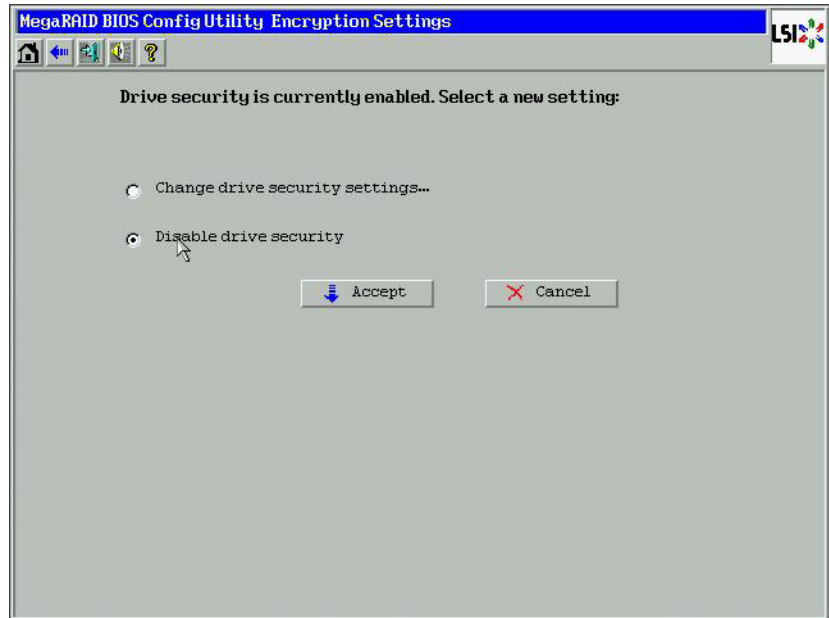 MegaRAID BIOS Config Utility Encryption Settings
LSI
?
Drive security is currently enabled. Select a new setting:
Change drive security settings...
Disable drive security
Accept
Cancel